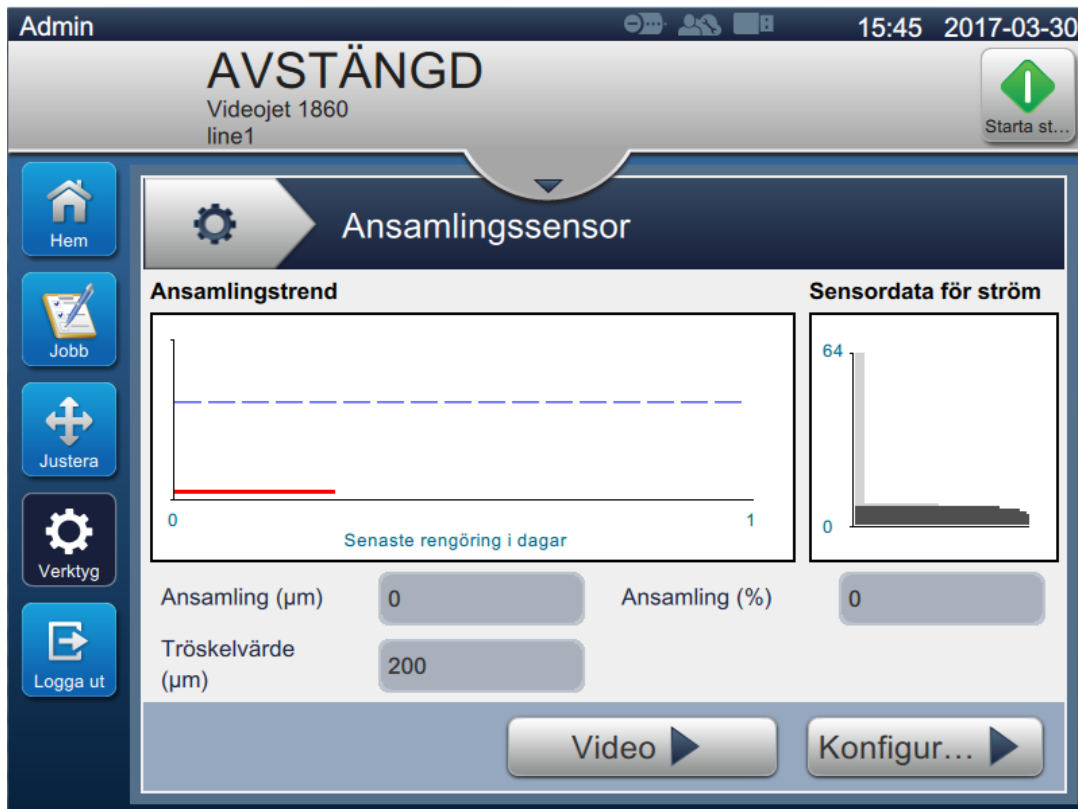 Admin
15:45 2017-03-30
AVSTÄNGD
Videojet 1860
line1
Starta st...
Hem
Jobb
Justera
Verktyg
Logga ut
Ansamlingssensor
Ansamlingstrend
0
1
Senaste rengöring i dagar
Sensordata för ström
64
0
Ansamling (µm)
0
Ansamling (%)
0
Tröskelvärde
(µm)
200
Video
Konfigur...